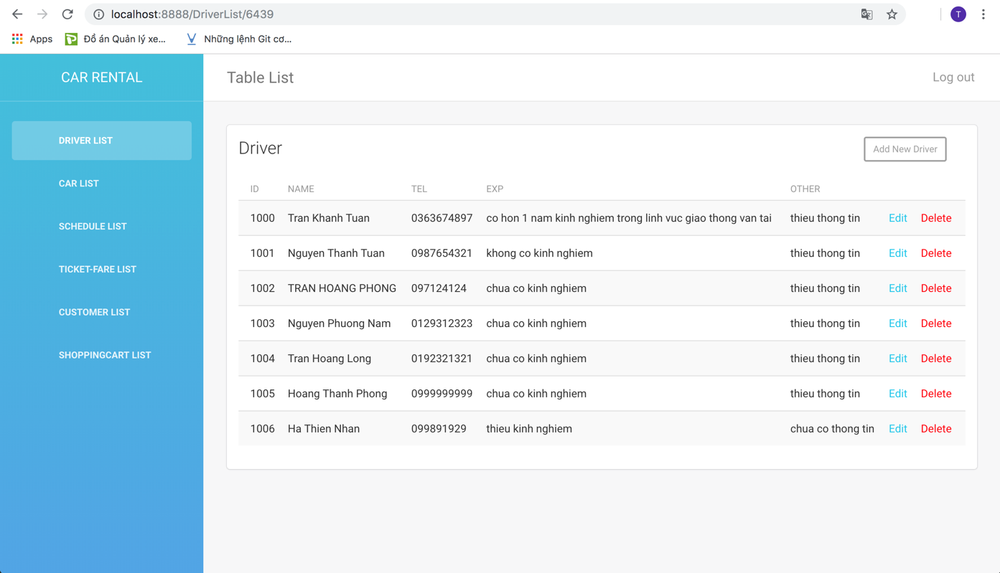 localhost:8888/DriverList/6439
T
Apps Đồ án Quản lý xe... Những lệnh Git cơ...
CAR RENTAL
Table List
Log out
DRIVER LIST
CAR LIST
SCHEDULE LIST
TICKET-FARE LIST
CUSTOMER LIST
SHOPPINGCART LIST
Driver
Add New Driver
ID NAME TEL EXP OTHER
1000 Tran Khanh Tuan 0363674897 co hon 1 nam kinh nghiem trong linh vuc giao thong van tai thieu thong tin Edit Delete
1001 Nguyen Thanh Tuan 0987654321 khong co kinh nghiem thieu thong tin Edit Delete
1002 TRAN HOANG PHONG 097124124 chua co kinh nghiem thieu thong tin Edit Delete
1003 Nguyen Phuong Nam 0129312323 chua co kinh nghiem thieu thong tin Edit Delete
1004 Tran Hoang Long 0192321321 chua co kinh nghiem thieu thong tin Edit Delete
1005 Hoang Thanh Phong 0999999999 chua co kinh nghiem thieu thong tin Edit Delete
1006 Ha Thien Nhan 099891929 thieu kinh nghiem chua co thong tin Edit Delete